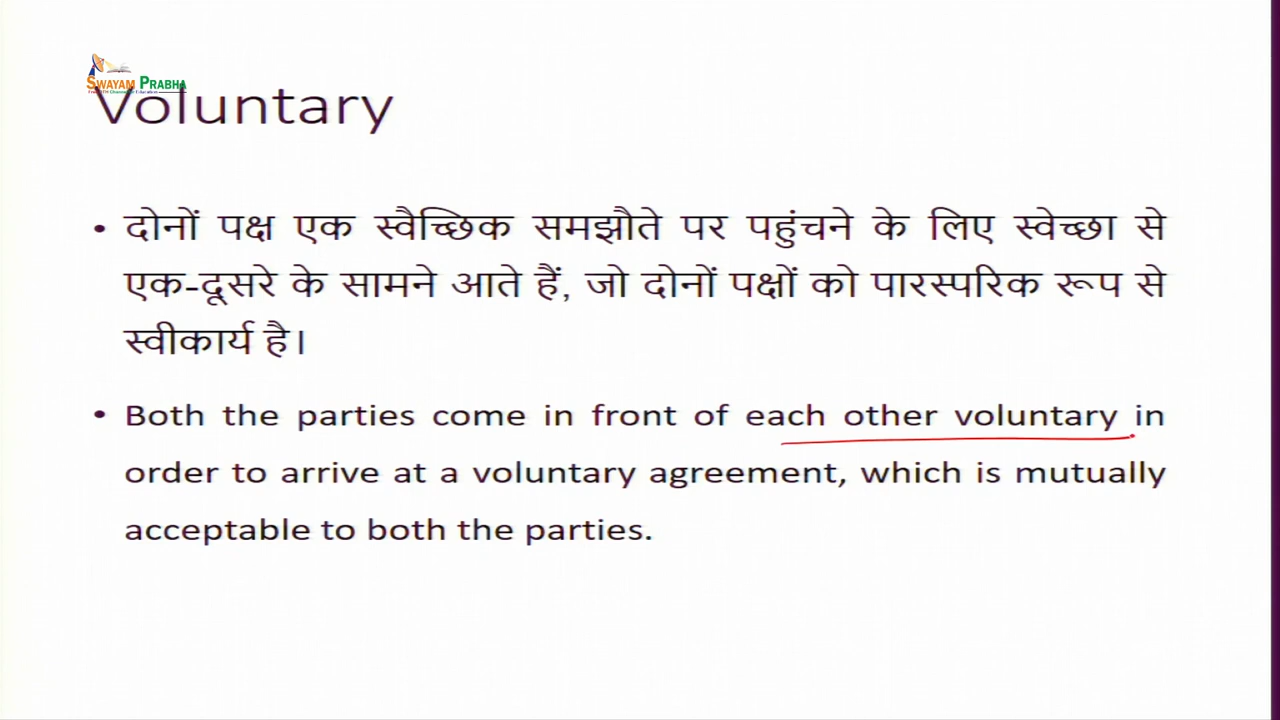 SWAYAM PRABHA
Voluntary
• दोनों पक्ष एक स्वैच्छिक समझौते पर पहुंचने के लिए स्वेच्छा से
एक-दूसरे के सामने आते हैं, जो दोनों पक्षों को पारस्परिक रूप से
स्वीकार्य है।
• Both the parties come in front of each other voluntary in
order to arrive at a voluntary agreement, which is mutually
acceptable to both the parties.